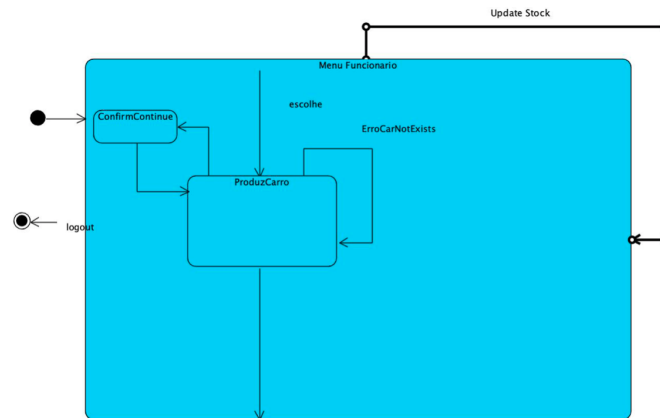 Update Stock
Menu Funcionario
escolhe
ConfirmContinue
ErroCarNotExists
ProduzCarro
logout